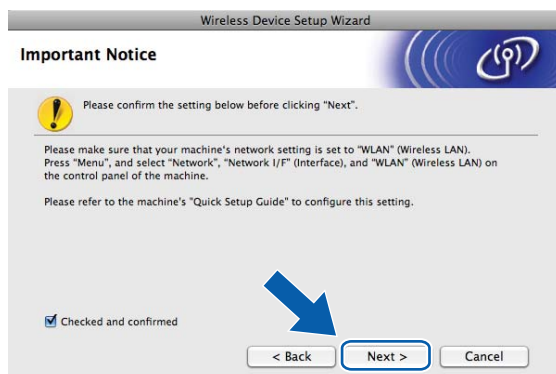 Wireless Device Setup Wizard
Important Notice
Please confirm the setting below before clicking "Next".
Please make sure that your machine's network setting is set to "WLAN" (Wireless LAN).
Press "Menu", and select "Network", "Network I/F" (Interface), and "WLAN" (Wireless LAN) on
the control panel of the machine.
Please refer to the machine's "Quick Setup Guide" to configure this setting.
Checked and confirmed
< Back Next > Cancel